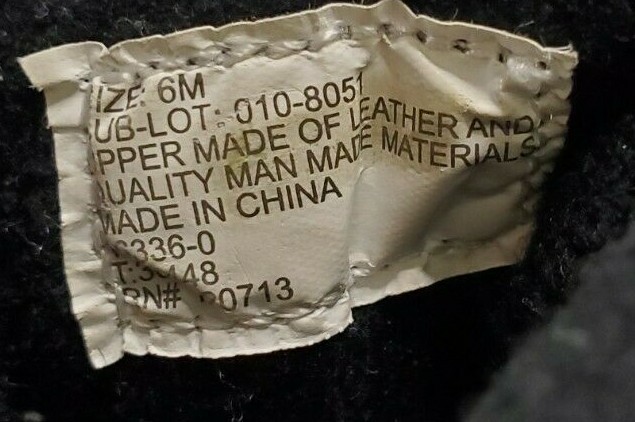 IZE: 6M
UB-LOT: 010-8051
PPER MADE OF LEATHER AND
UALITY MAN MADE MATERIALS
MADE IN CHINA
336-0
T:
RN# 0713